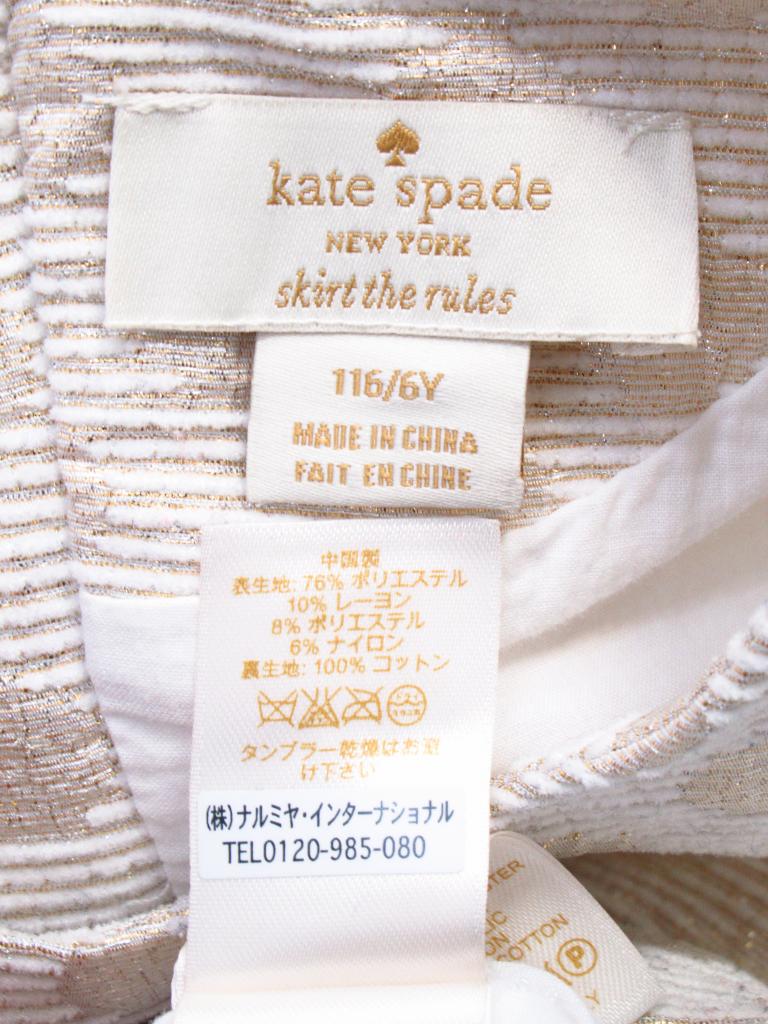 kate spade
NEW YORK
skirt the rules
116/6Y
MADE IN CHINA
FAIT EN CHINE
中国製
表生地: 76% ポリエステル
10% レーヨン
8% ポリエステル
6% ナイロン
裏生地: 100% コットン
タンブラー乾燥はお避
け下さい
(株)ナルミヤ・インターナショナル
TEL0120-985-080
COTTON
P